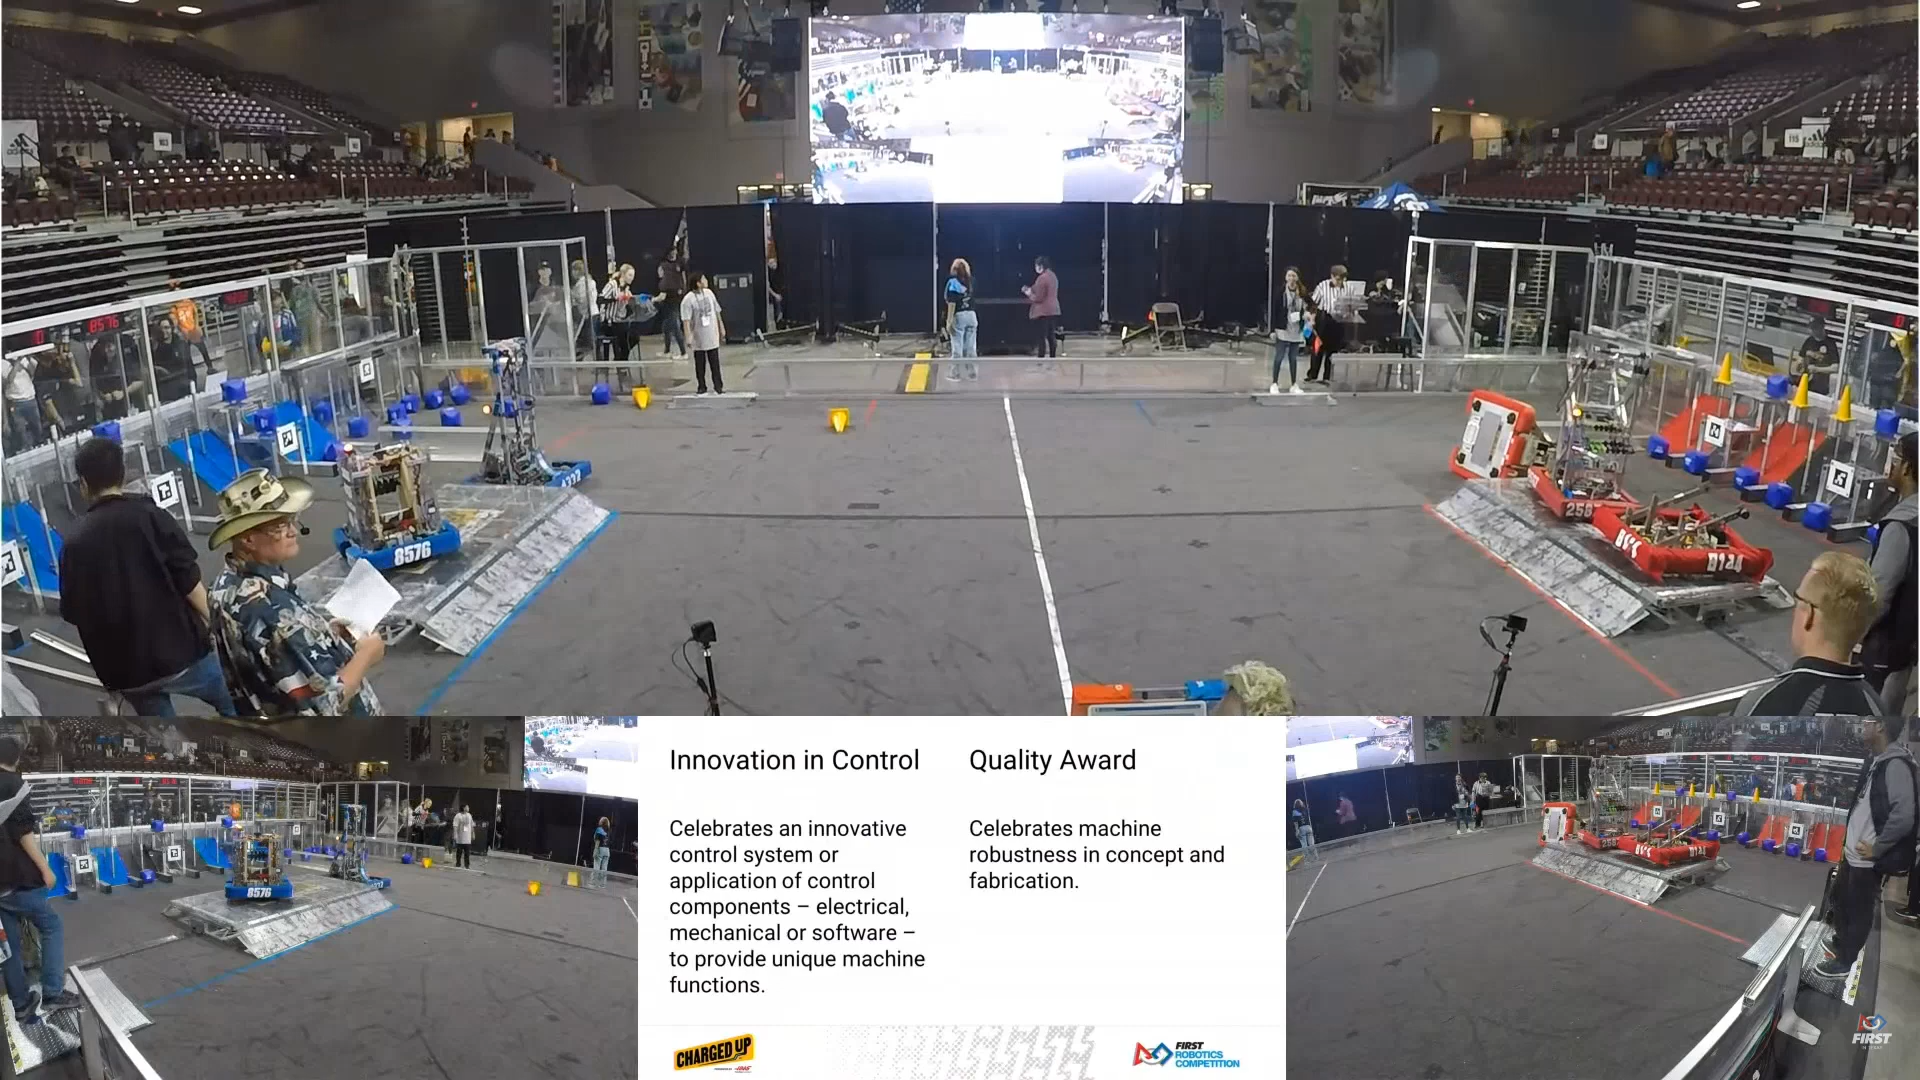 8576
8576
258
Innovation in Control
Celebrates an innovative
control system or
application of control
components – electrical,
mechanical or software –
to provide unique machine
functions.
Quality Award
Celebrates machine
robustness in concept and
fabrication.
8576
CHARGED UP
FIRST
ROBOTICS
COMPETITION
FIRST